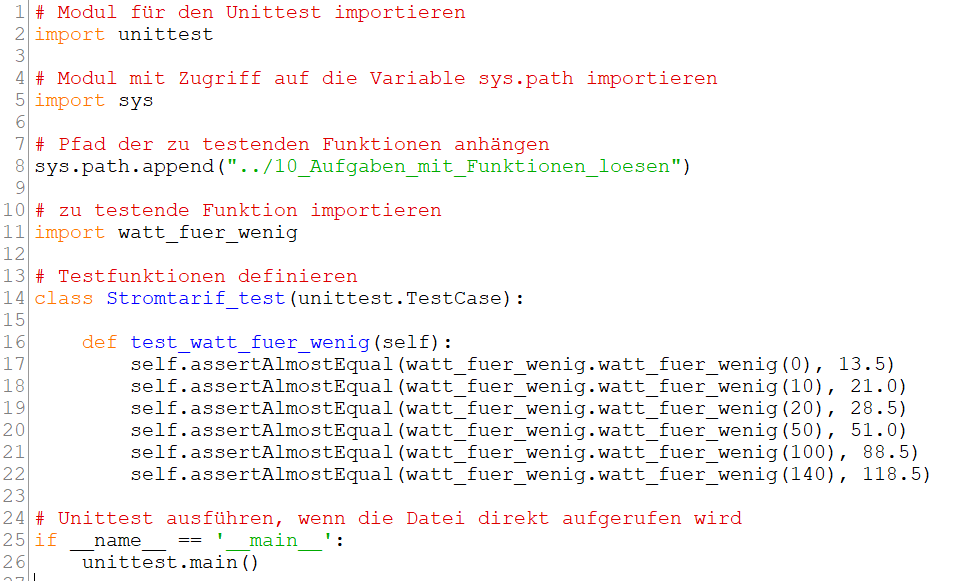 1 # Modul für den Unittest importieren
2 import unittest
3
4 # Modul mit Zugriff auf die Variable sys.path importieren
5 import sys
6
7 # Pfad der zu testenden Funktionen anhängen
8 sys.path.append("../10_Aufgaben_mit_Funktionen_loesen")
9
10 # zu testende Funktion importieren
11 import watt_fuer_wenig
12
13 # Testfunktionen definieren
14 class Stromtarif_test(unittest.TestCase):
15
16     def test_watt_fuer_wenig(self):
17         self.assertAlmostEqual(watt_fuer_wenig.watt_fuer_wenig(0), 13.5)
18         self.assertAlmostEqual(watt_fuer_wenig.watt_fuer_wenig(10), 21.0)
19         self.assertAlmostEqual(watt_fuer_wenig.watt_fuer_wenig(20), 28.5)
20         self.assertAlmostEqual(watt_fuer_wenig.watt_fuer_wenig(50), 51.0)
21         self.assertAlmostEqual(watt_fuer_wenig.watt_fuer_wenig(100), 88.5)
22         self.assertAlmostEqual(watt_fuer_wenig.watt_fuer_wenig(140), 118.5)
23
24 # Unittest ausführen, wenn die Datei direkt aufgerufen wird
25 if __name__ == '__main__':
26     unittest.main()
27